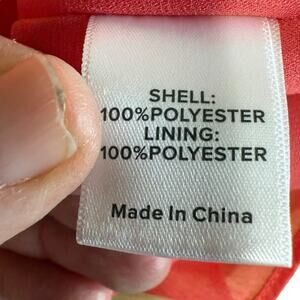 SHELL:
100%POLYESTER
LINING:
100%POLYESTER
Made In China